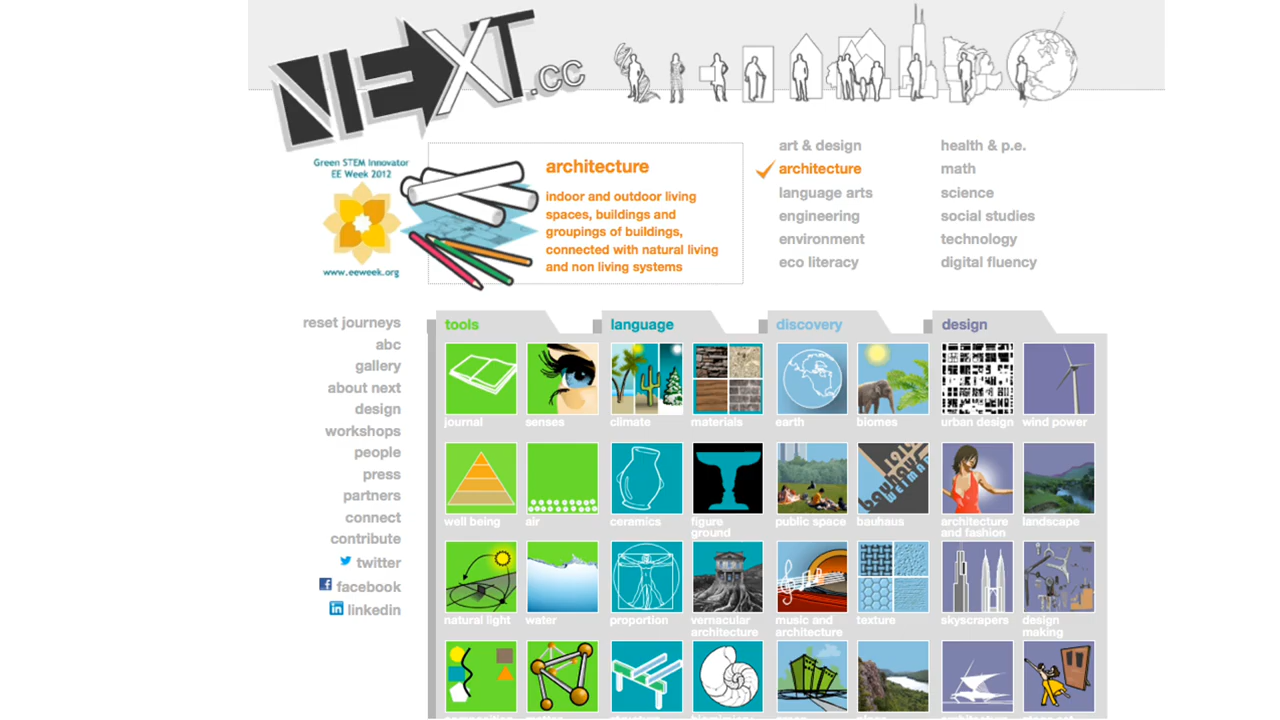 NEXT.cc
Green STEM Innovator
EE Week 2012
www.eeweek.org
architecture
indoor and outdoor living
spaces, buildings and
groupings of buildings,
connected with natural living
and non living systems
art & design
architecture
language arts
engineering
environment
eco literacy
health & p.e.
math
science
social studies
technology
digital fluency
reset journeys
abc
gallery
about next
design
workshops
people
press
partners
connect
contribute
twitter
facebook
linkedin
tools
language
discovery
design
journal
senses
climate
materials
earth
biomes
urban design
wind power
well being
air
ceramics
figure
ground
public space
1919
bauhaus
WEIMAR
bauhaus
architecture
and fashion
landscape
natural light
water
proportion
vernacular
architecture
music and
architecture
texture
skyscrapers
design
making